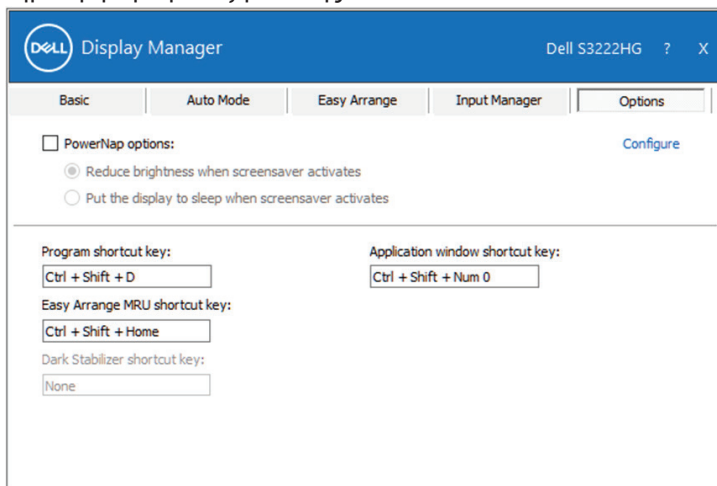 DELL Display Manager Dell S3222HG ? X
Basic Auto Mode Easy Arrange Input Manager Options
PowerNap options: Configure
Reduce brightness when screensaver activates
Put the display to sleep when screensaver activates
Program shortcut key: Application window shortcut key:
Ctrl + Shift + D Ctrl + Shift + Num 0
Easy Arrange MRU shortcut key:
Ctrl + Shift + Home
Dark Stabilizer shortcut key:
None